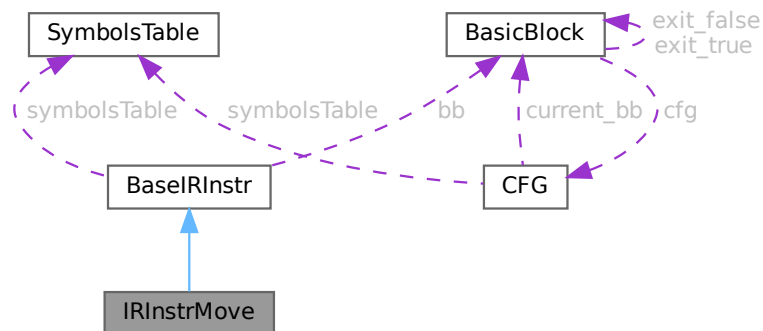 SymbolsTable
BasicBlock
exit_false
exit_true
symbolsTable
symbolsTable
bb
current_bb
cfg
BaseIRInstr
CFG
IRInstrMove